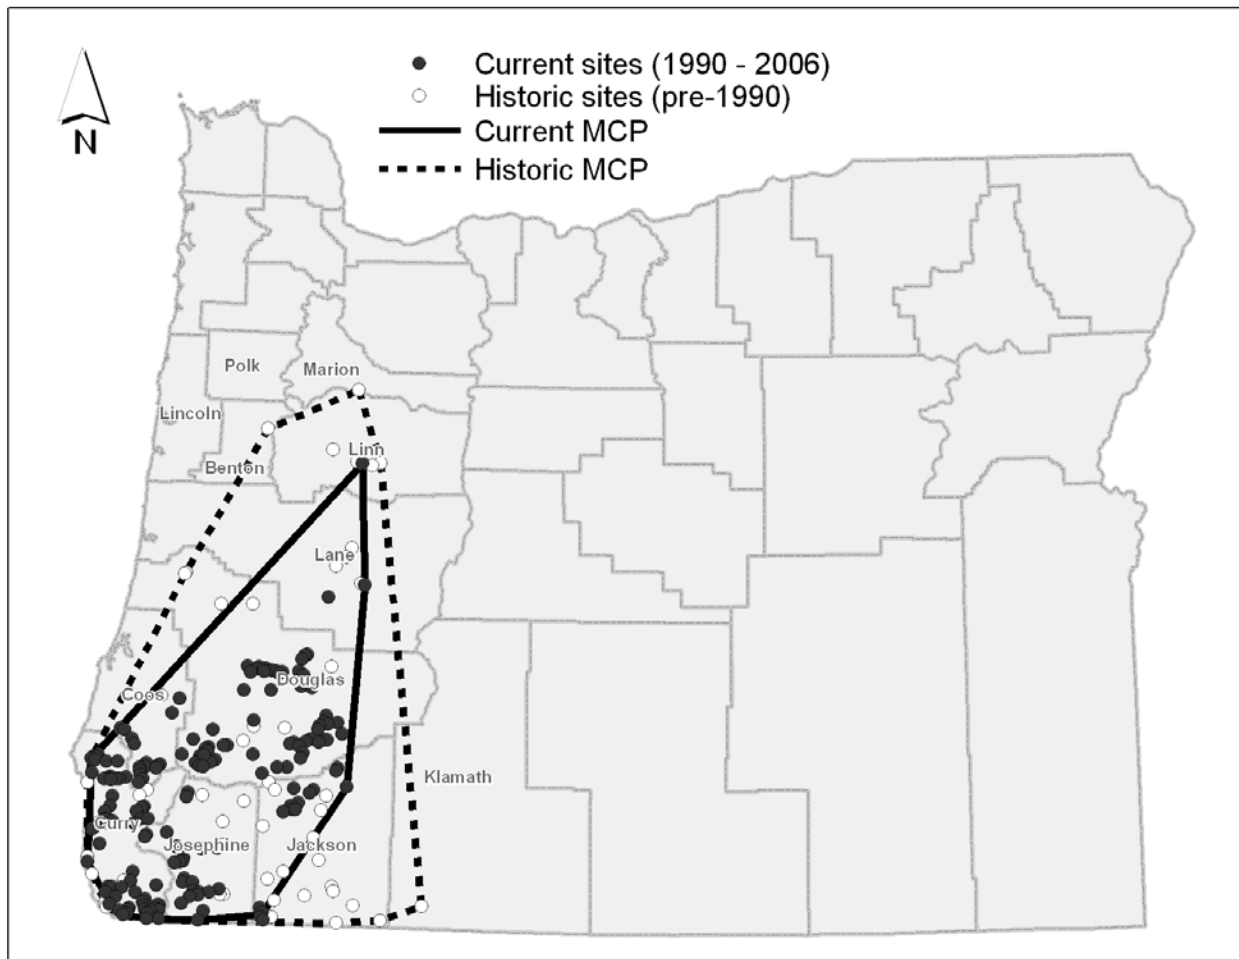 Current sites (1990 - 2006)
Historic sites (pre-1990)
Current MCP
Historic MCP
N
Polk
Marion
Lincoln
Linn
Benton
Lane
Douglas
Coos
Klamath
Curry
Josephine
Jackson